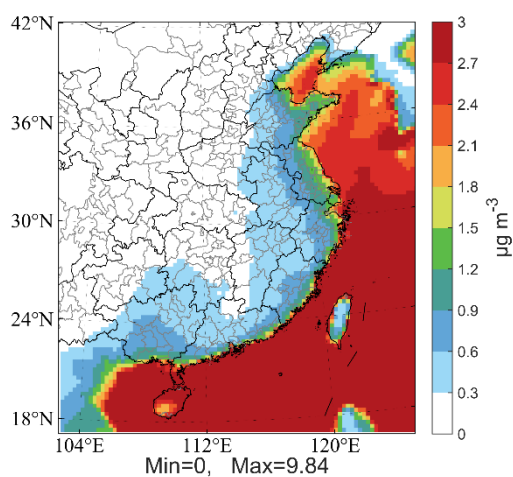 42°N
36°N
30°N
24°N
18°N
104°E
112°E
120°E
Min=0, Max=9.84
3
2.7
2.4
2.1
1.8
1.5
1.2
0.9
0.6
0.3
0
μg m-3